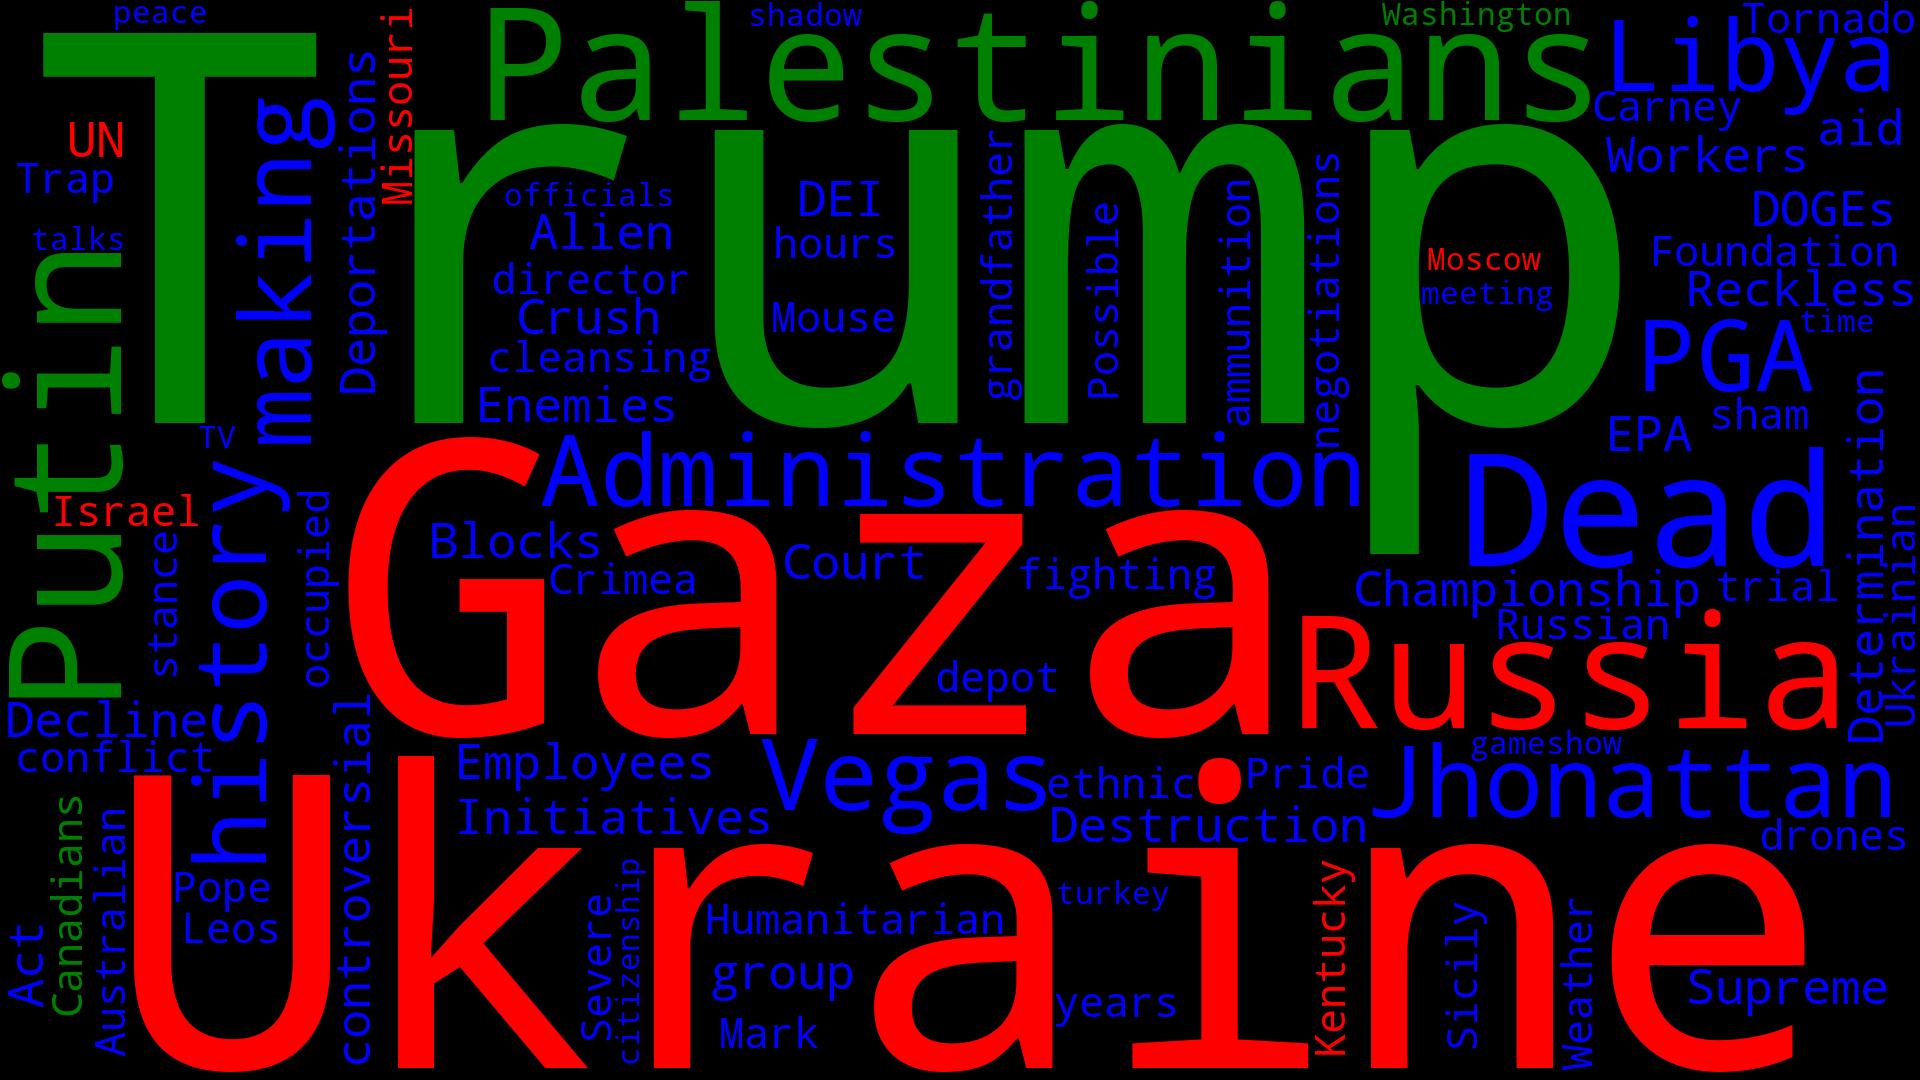 peace
shadow
Washington
Tornado
Palestinians
Libya
Missouri
Trump
UN
Trap
talks
Putin
making
Deportations
Carney
aid
Workers
officials
Alien
director
Crush
cleansing
Enemies
DEI
hours
Mouse
grandfather
Possible
ammunition
negotiations
Moscow
meeting
DOGEs
Foundation
Reckless
time
PGA
sham
EPA
TV
history
Israel
stance
occupied
Administration
Dead
Determination
Ukrainian
Gaza
Blocks
Crimea
Court
fighting
depot
Championship
trial
Russian
Russia
Decline
conflict
controversial
Employees
Initiatives
Vegas
ethnic
Pride
Destruction
gameshow
Jhonattan
drones
Ukraine
Act
Canadians
Australian
Pope
Leos
Severe
citizenship
Humanitarian
group
Mark
turkey
years
Kentucky
Sicily
Weather
Supreme